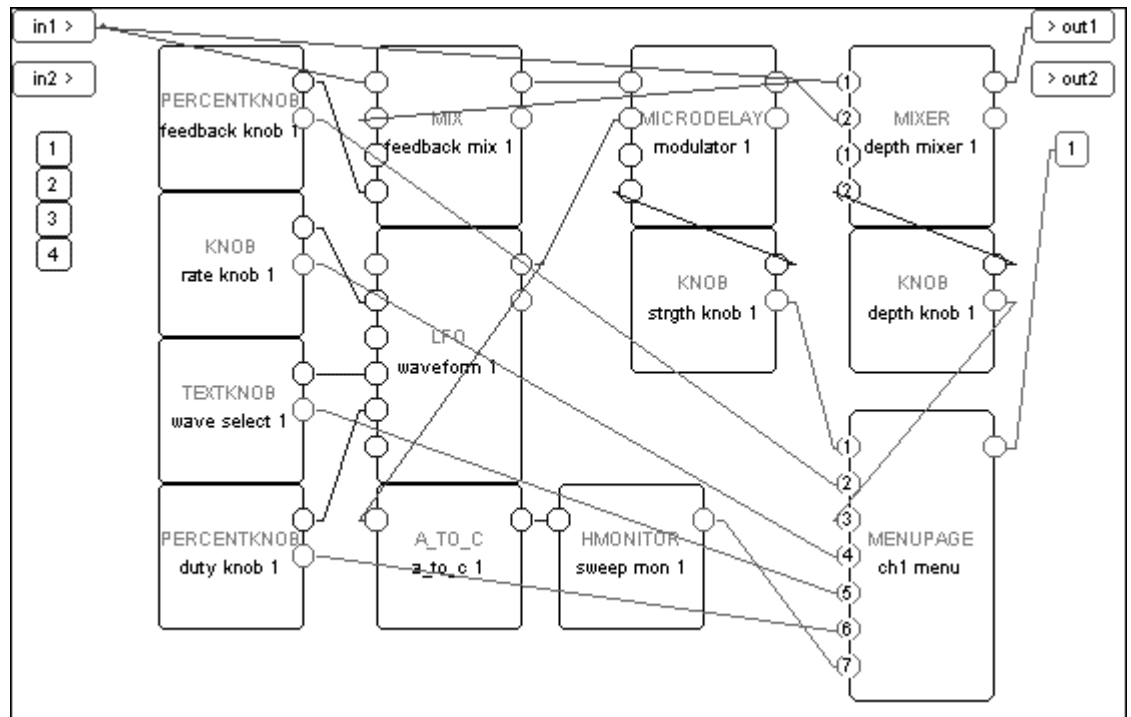 in1 >
> out1
in2 >
> out2
1
2
3
4
PERCENTKNOB
feedback knob 1
MIX
feedback mix 1
MICRODELAY
modulator 1
1
2
1
2
MIXER
depth mixer 1
1
KNOB
rate knob 1
LFO
waveform 1
KNOB
strgth knob 1
KNOB
depth knob 1
TEXTKNOB
wave select 1
PERCENTKNOB
duty knob 1
A_TO_C
a_to_c 1
HMONITOR
sweep mon 1
1
2
3
4
5
6
7
MENUPAGE
ch1 menu